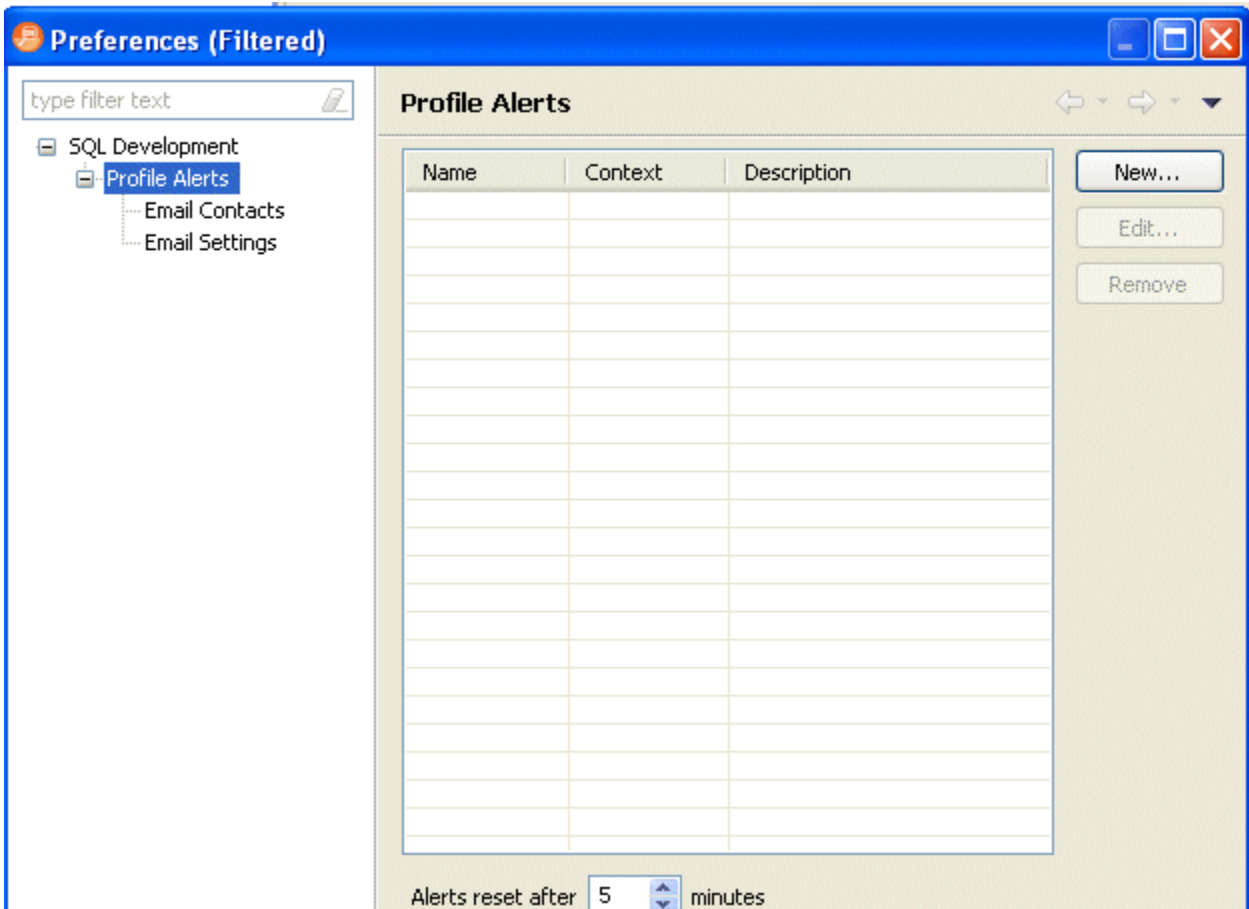 Preferences (Filtered)
type filter text
SQL Development
Profile Alerts
Email Contacts
Email Settings
Profile Alerts
Name Context Description
New...
Edit...
Remove
Alerts reset after 5 minutes